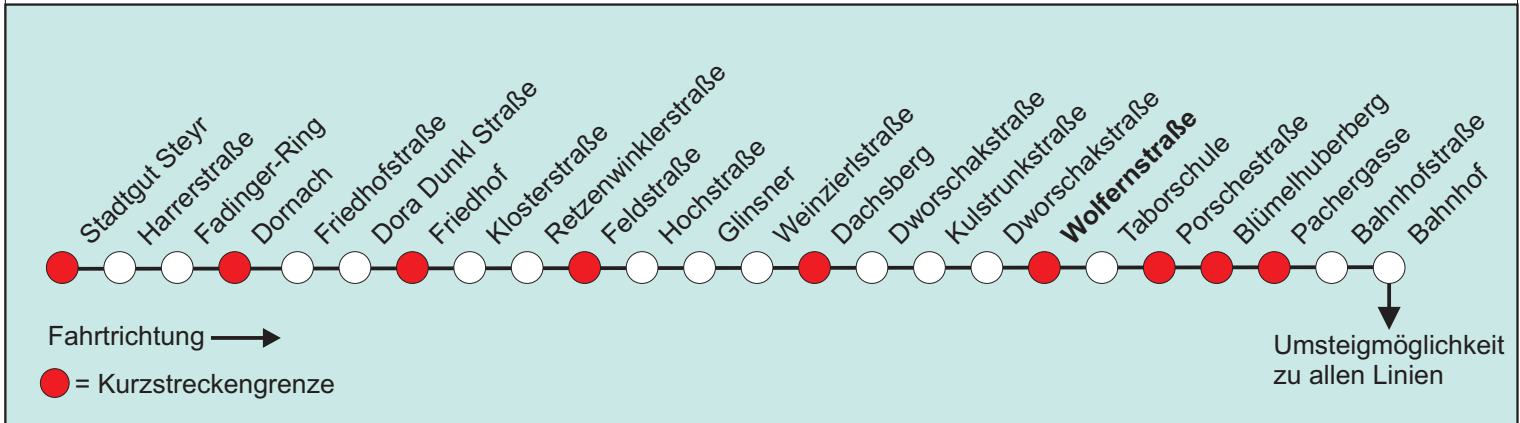 Stadtgut Steyr
Harrerstraße
Fadinger-Ring
Dornach
Friedhofstraße
Dora Dunkl Straße
Friedhof
Klosterstraße
Retzenwinklerstraße
Feldstraße
Hochstraße
Glinsner
Weinzierlstraße
Dachsberg
Dworschakstraße
Kulstrunkstraße
Dworschakstraße
Wolfernstraße
Taborschule
Porschestraße
Blümelhuberberg
Pachergasse
Bahnhofstraße
Bahnhof
Fahrtrichtung
= Kurzstreckengrenze
Umsteigmöglichkeit
zu allen Linien